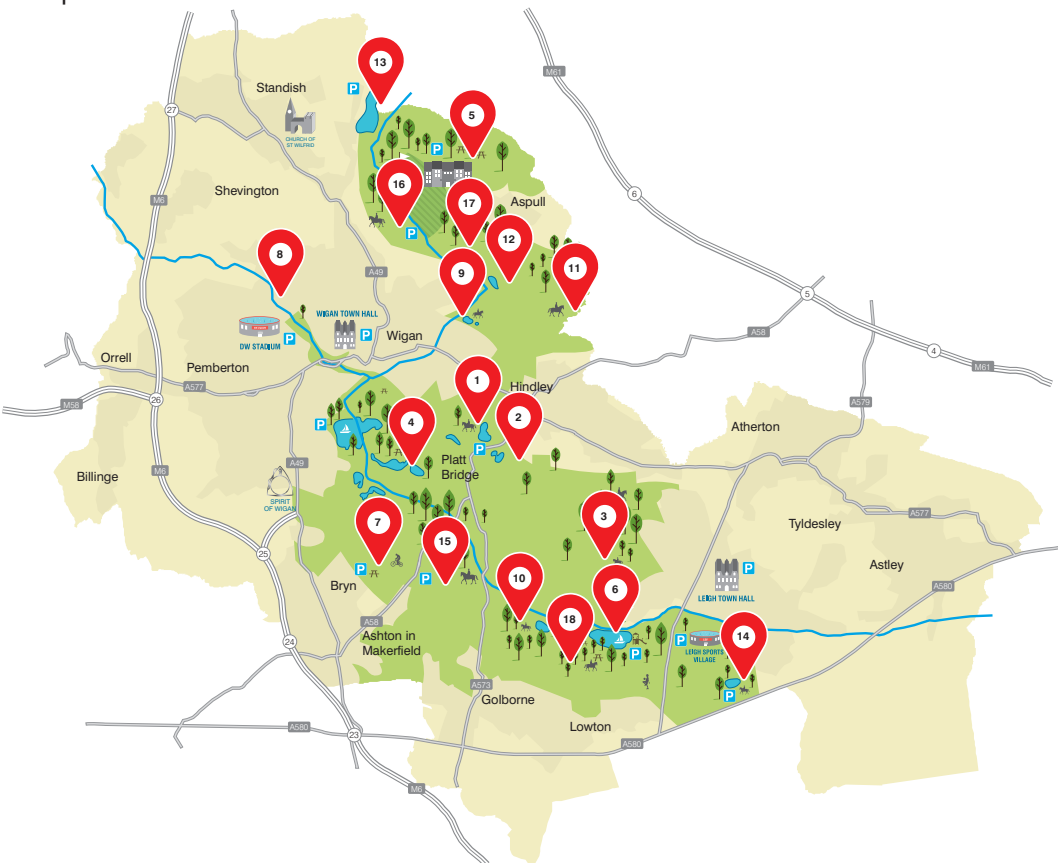 M61
13
Standish
27
P
5
CHURCH OF
ST WILFRID
P
16
Shevington
M6
6
17
Aspull
P
12
8
9
11
A49
5
WIGAN TOWN HALL
P
P
DW STADIUM
Wigan
A58
4
Orrell
Pemberton
M61
A577
1
Hindley
26
M58
A579
2
P
4
Atherton
P
A49
Platt
Bridge
M6
Billinge
SPIRIT
OF WIGAN
7
3
A577
Tyldesley
15
25
P
P
Bryn
10
6
Astley
P
A580
LEIGH TOWN HALL
18
A58
Ashton in
Makerfield
24
P
P
LEIGH SPORTS
VILLAGE
14
A573
P
Golborne
A580
Lowton
23
A580
M6